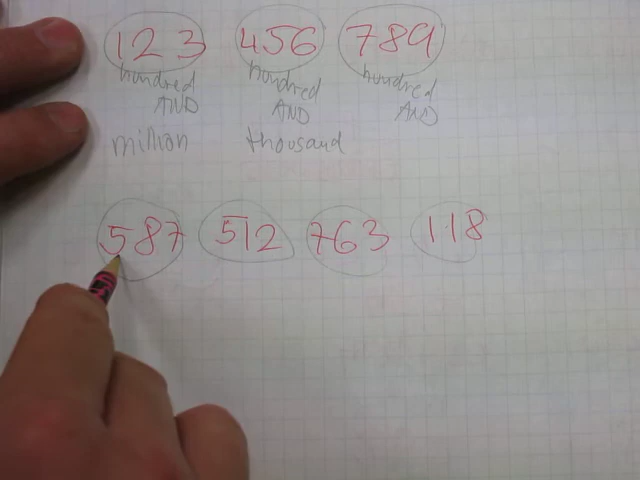 123 456 789
hundred hundred hundred
AND AND AND
million thousand
587 512 763 118